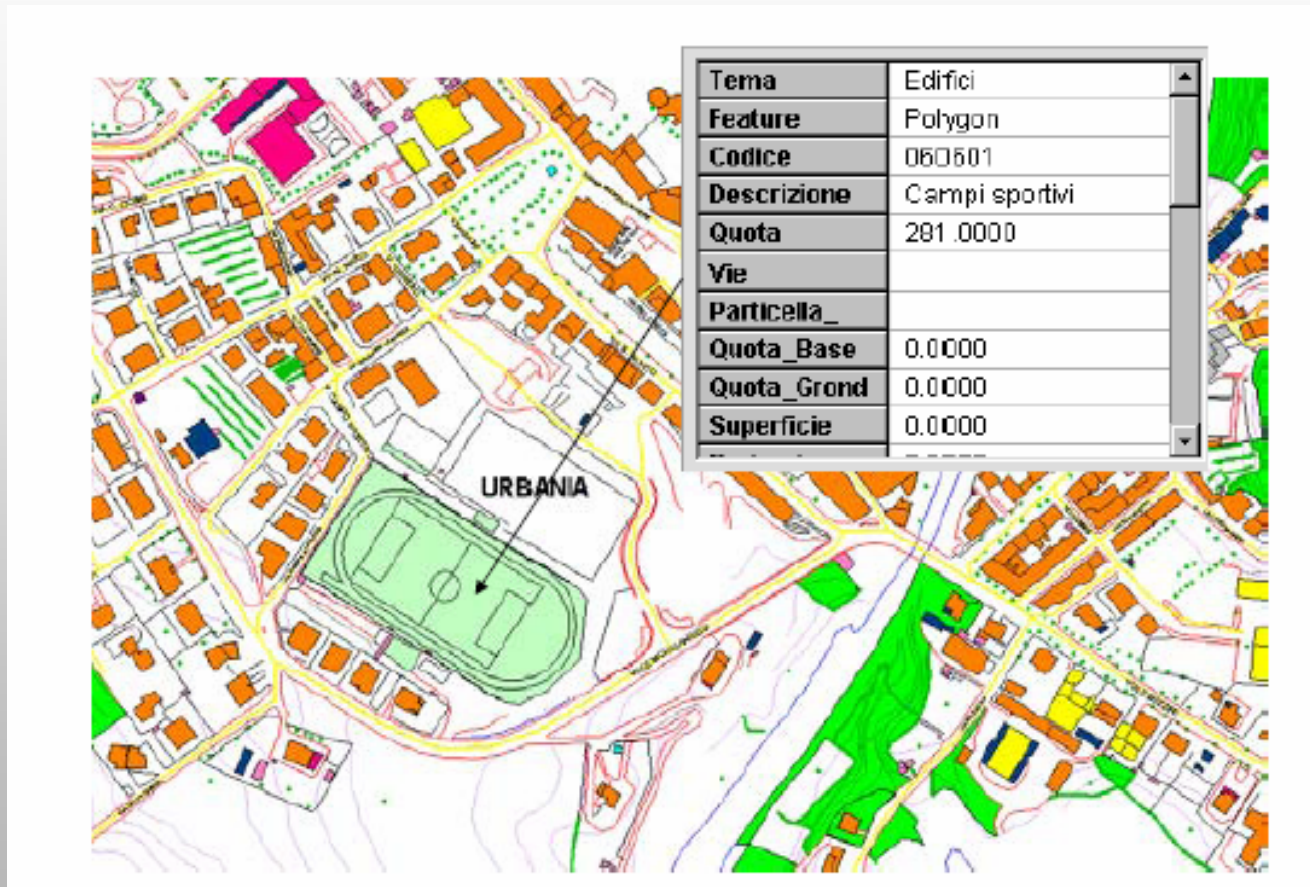 Tema Edifici
Feature Polygon
Codice 060601
Descrizione Campi sportivi
Quota 281.0000
Vie
Particella_
Quota_Base 0.0000
Quota_Grond 0.0000
Superficie 0.0000
URBANIA